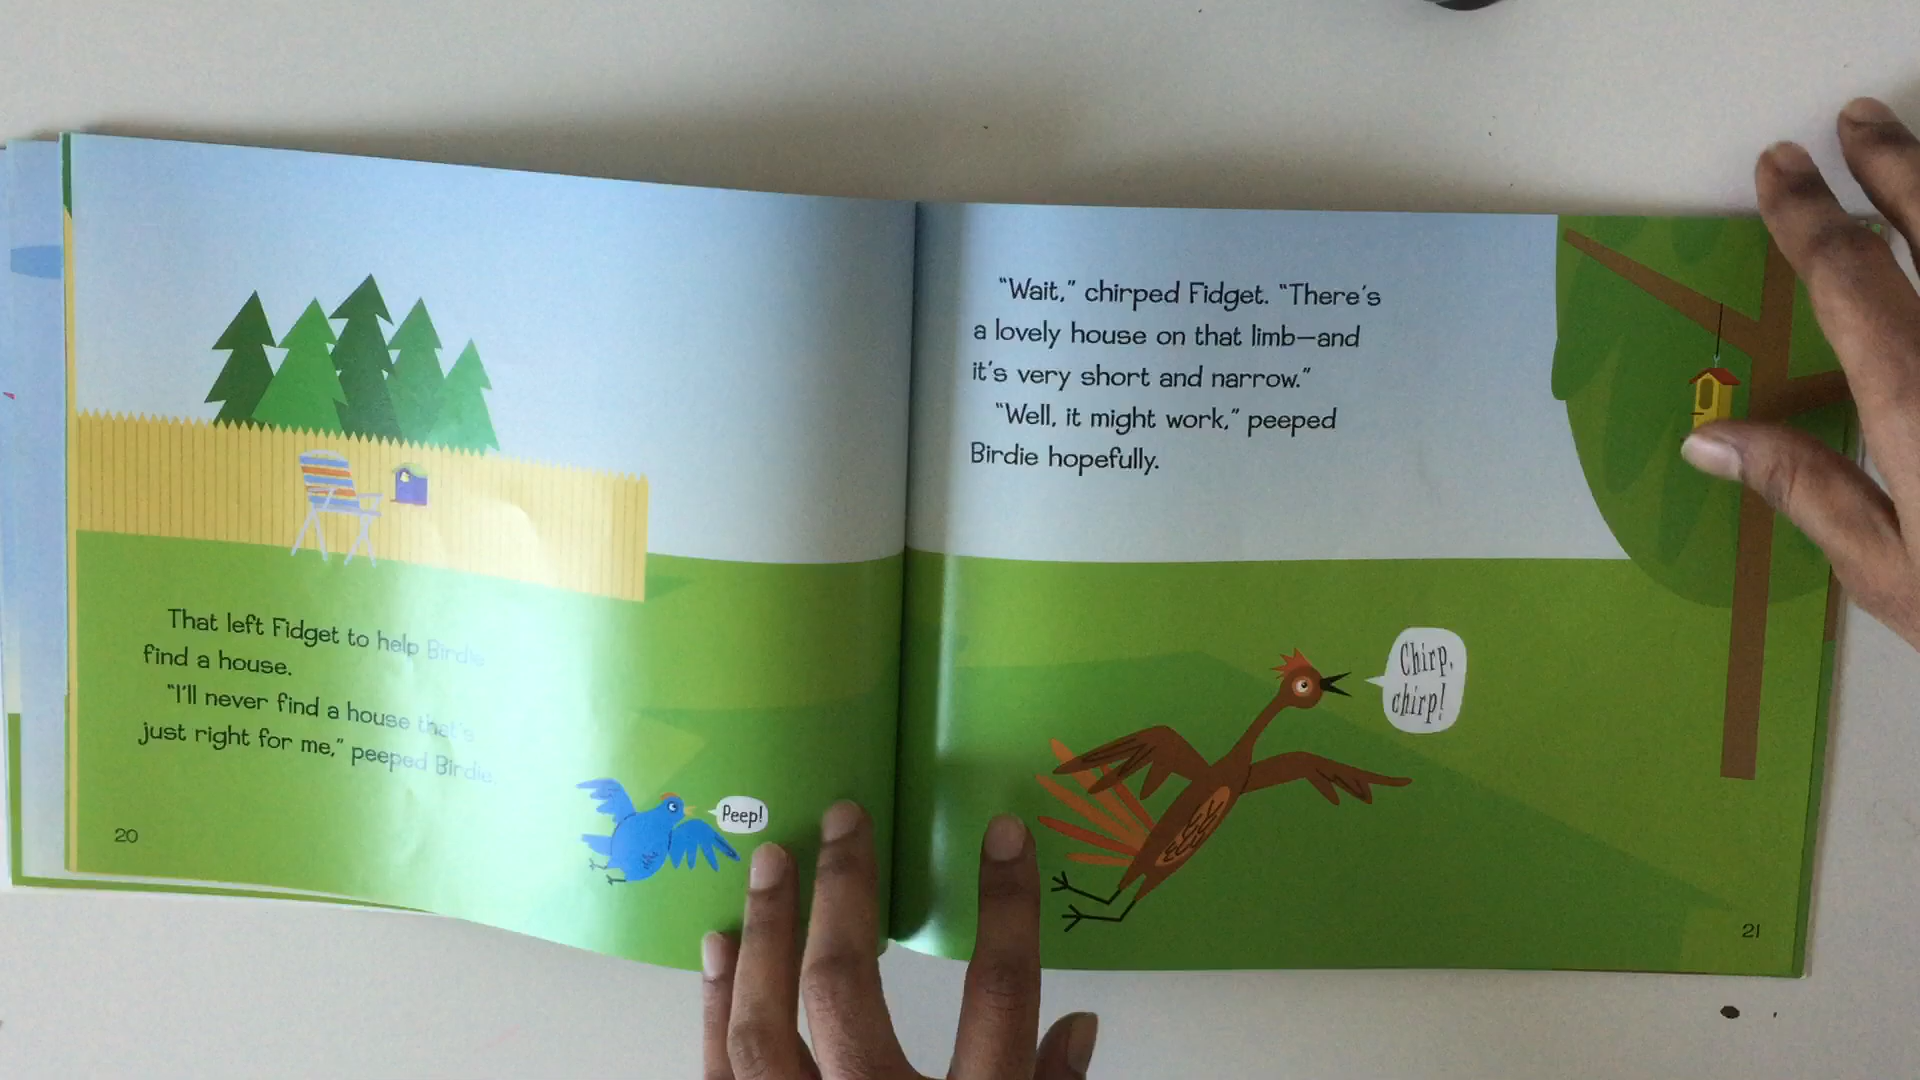 That left Fidget to help Birdie
find a house.
"I'll never find a house that's
just right for me," peeped Birdie.
Peep!
20
"Wait," chirped Fidget. "There's
a lovely house on that limb—and
it's very short and narrow."
"Well, it might work," peeped
Birdie hopefully.
Chirp,
chirp!
21